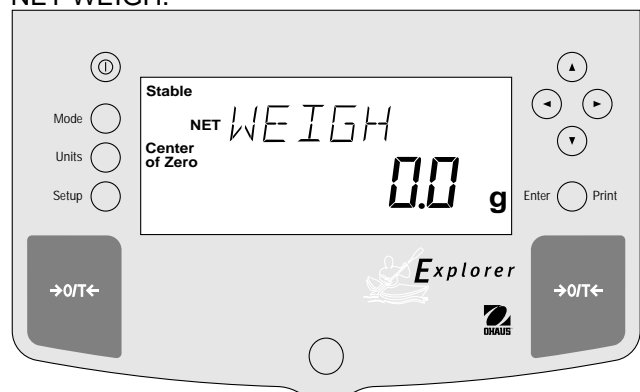 NET WEIGH.
Stable
NET WEIGH
Center
of Zero
0.0 g
Mode
Units
Setup
Enter Print
→0/T←
→0/T←
Explorer
OHAUS